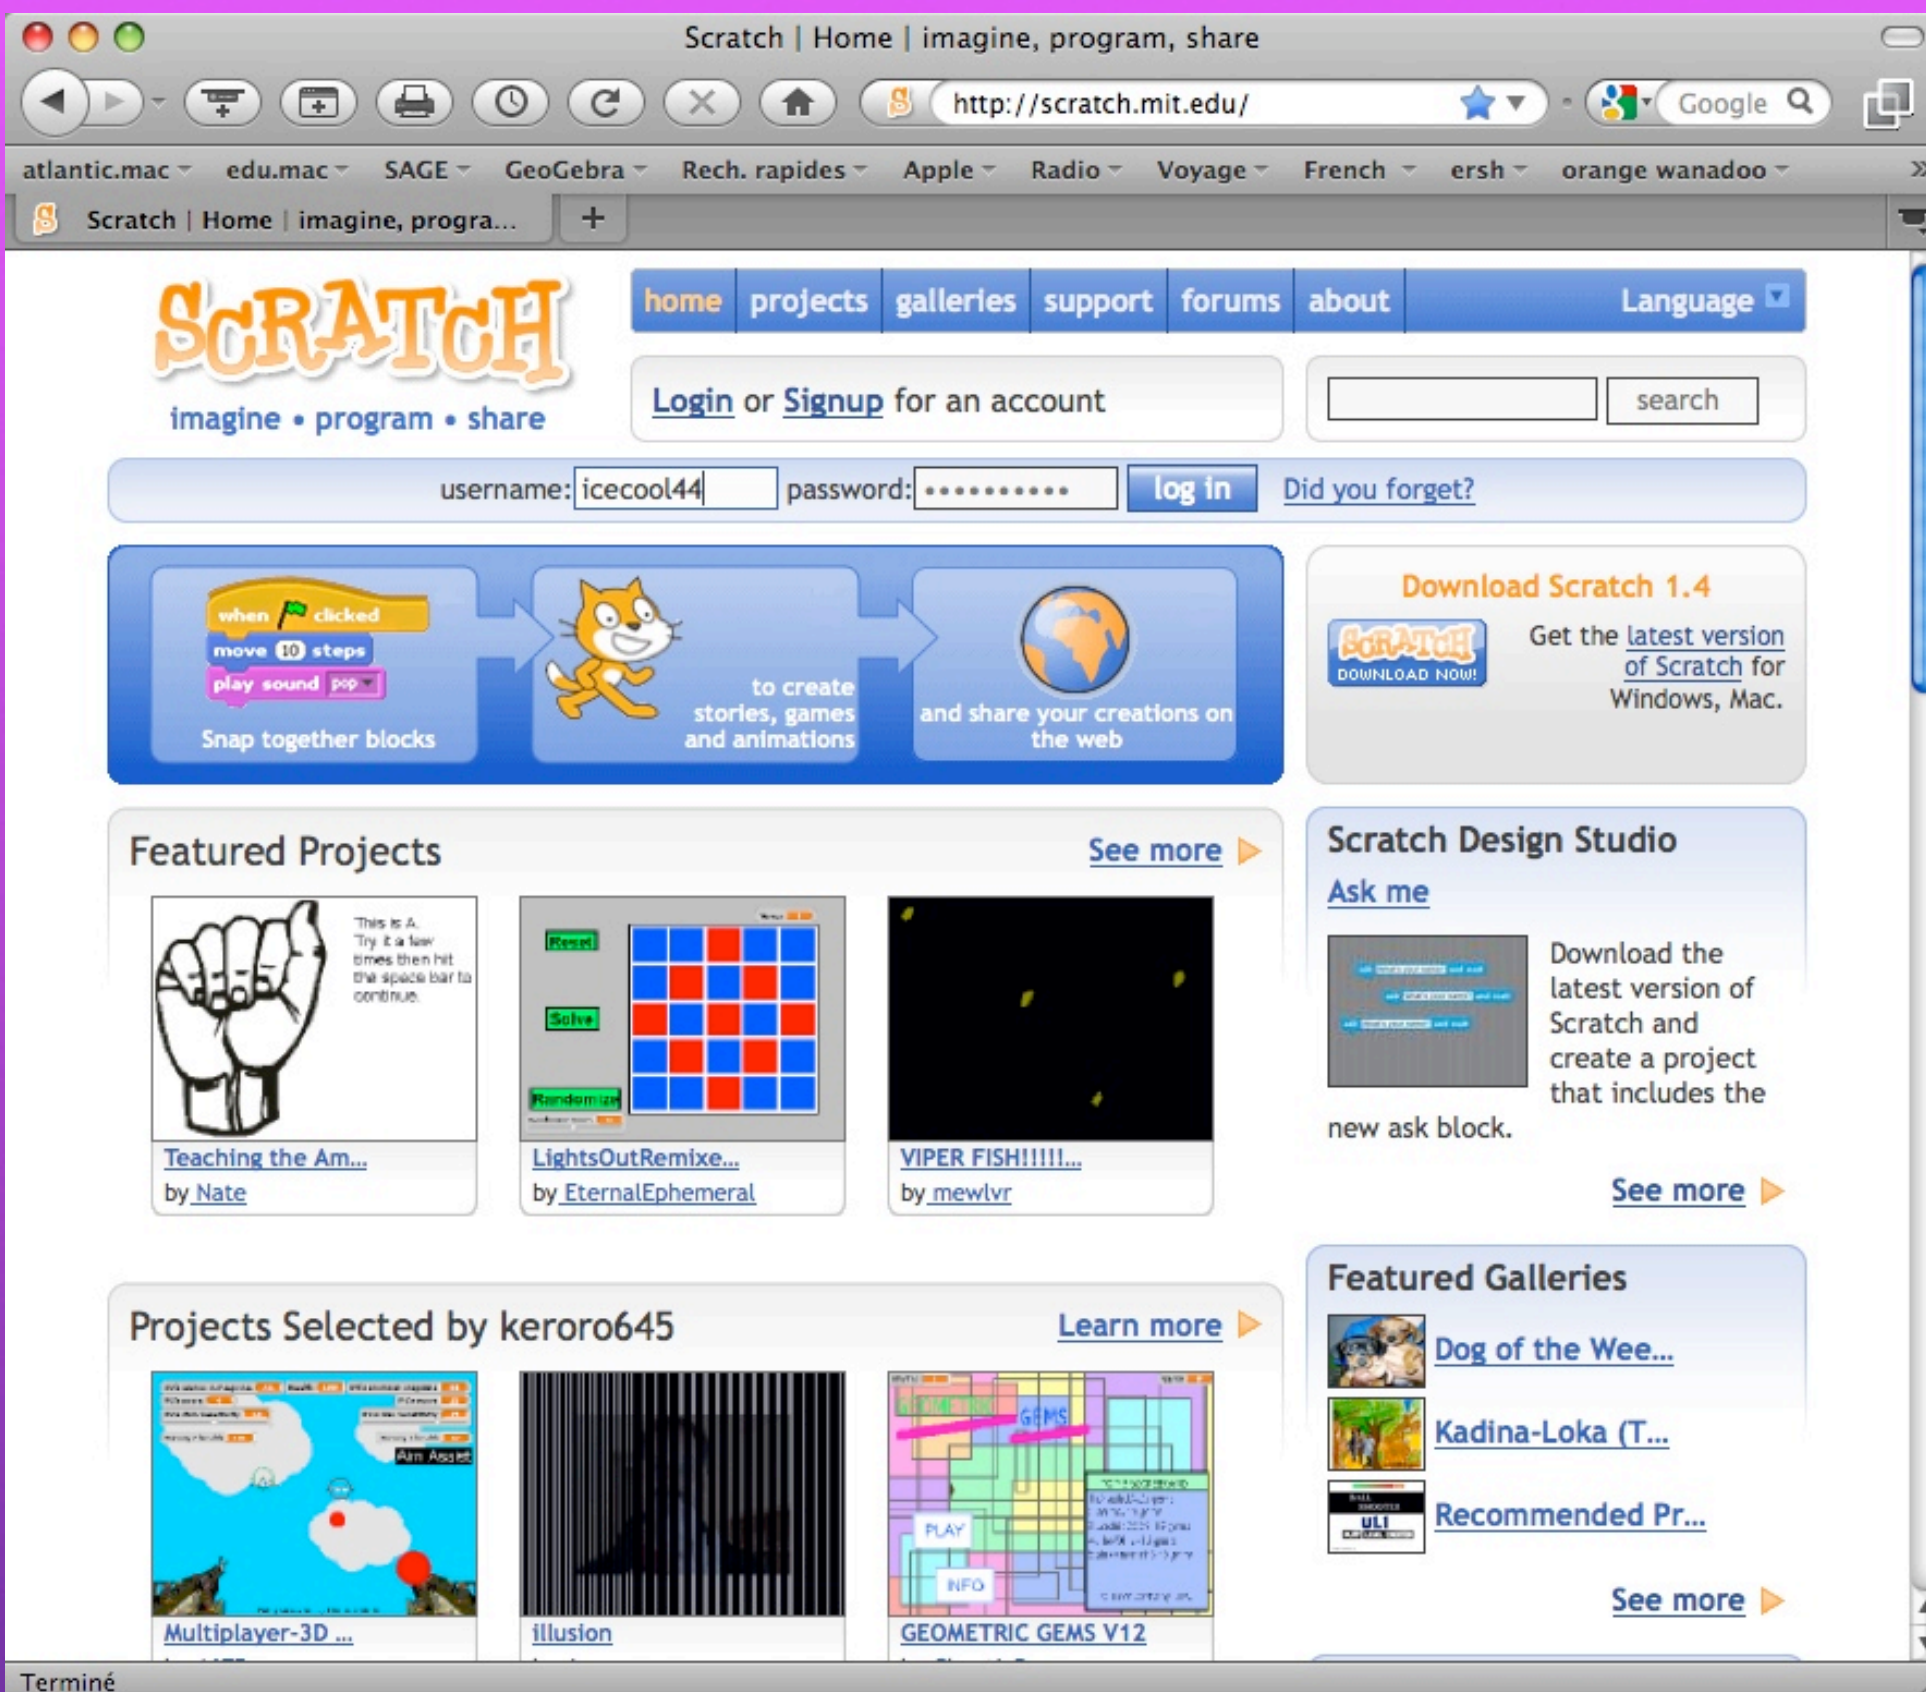 Scratch | Home | imagine, program, share
http://scratch.mit.edu/
Google
atlantic.mac edu.mac SAGE GeoGebra Rech. rapides Apple Radio Voyage French ersh orange wanadoo »
Scratch | Home | imagine, progra... +
SCRATCH
home projects galleries support forums about Language
imagine • program • share
Login or Signup for an account
search
username: icecool44 password: •••••••••• log in Did you forget?
when clicked
move 10 steps
play sound pop
Snap together blocks
to create
stories, games
and animations
and share your creations on
the web
Download Scratch 1.4
SCRATCH
DOWNLOAD NOW!
Get the latest version
of Scratch for
Windows, Mac.
Featured Projects See more
This is A.
Try it a few
times then hit
the space bar to
continue.
Teaching the Am...
by Nate
Reset
Solve
Randomize
LightsOutRemixe...
by EternalEphemeral
VIPER FISH!!!!!...
by mewlvr
Scratch Design Studio
Ask me
Download the
latest version of
Scratch and
create a project
that includes the
new ask block.
See more
Projects Selected by keroro645 Learn more
Aim Assist
Multiplayer-3D ...
illusion
GEOMETRIC
GEMS
PLAY
INFO
GEOMETRIC GEMS V12
Featured Galleries
Dog of the Wee...
Kadina-Loka (T...
BALL
SHOOTER
Recommended Pr...
See more
Terminé